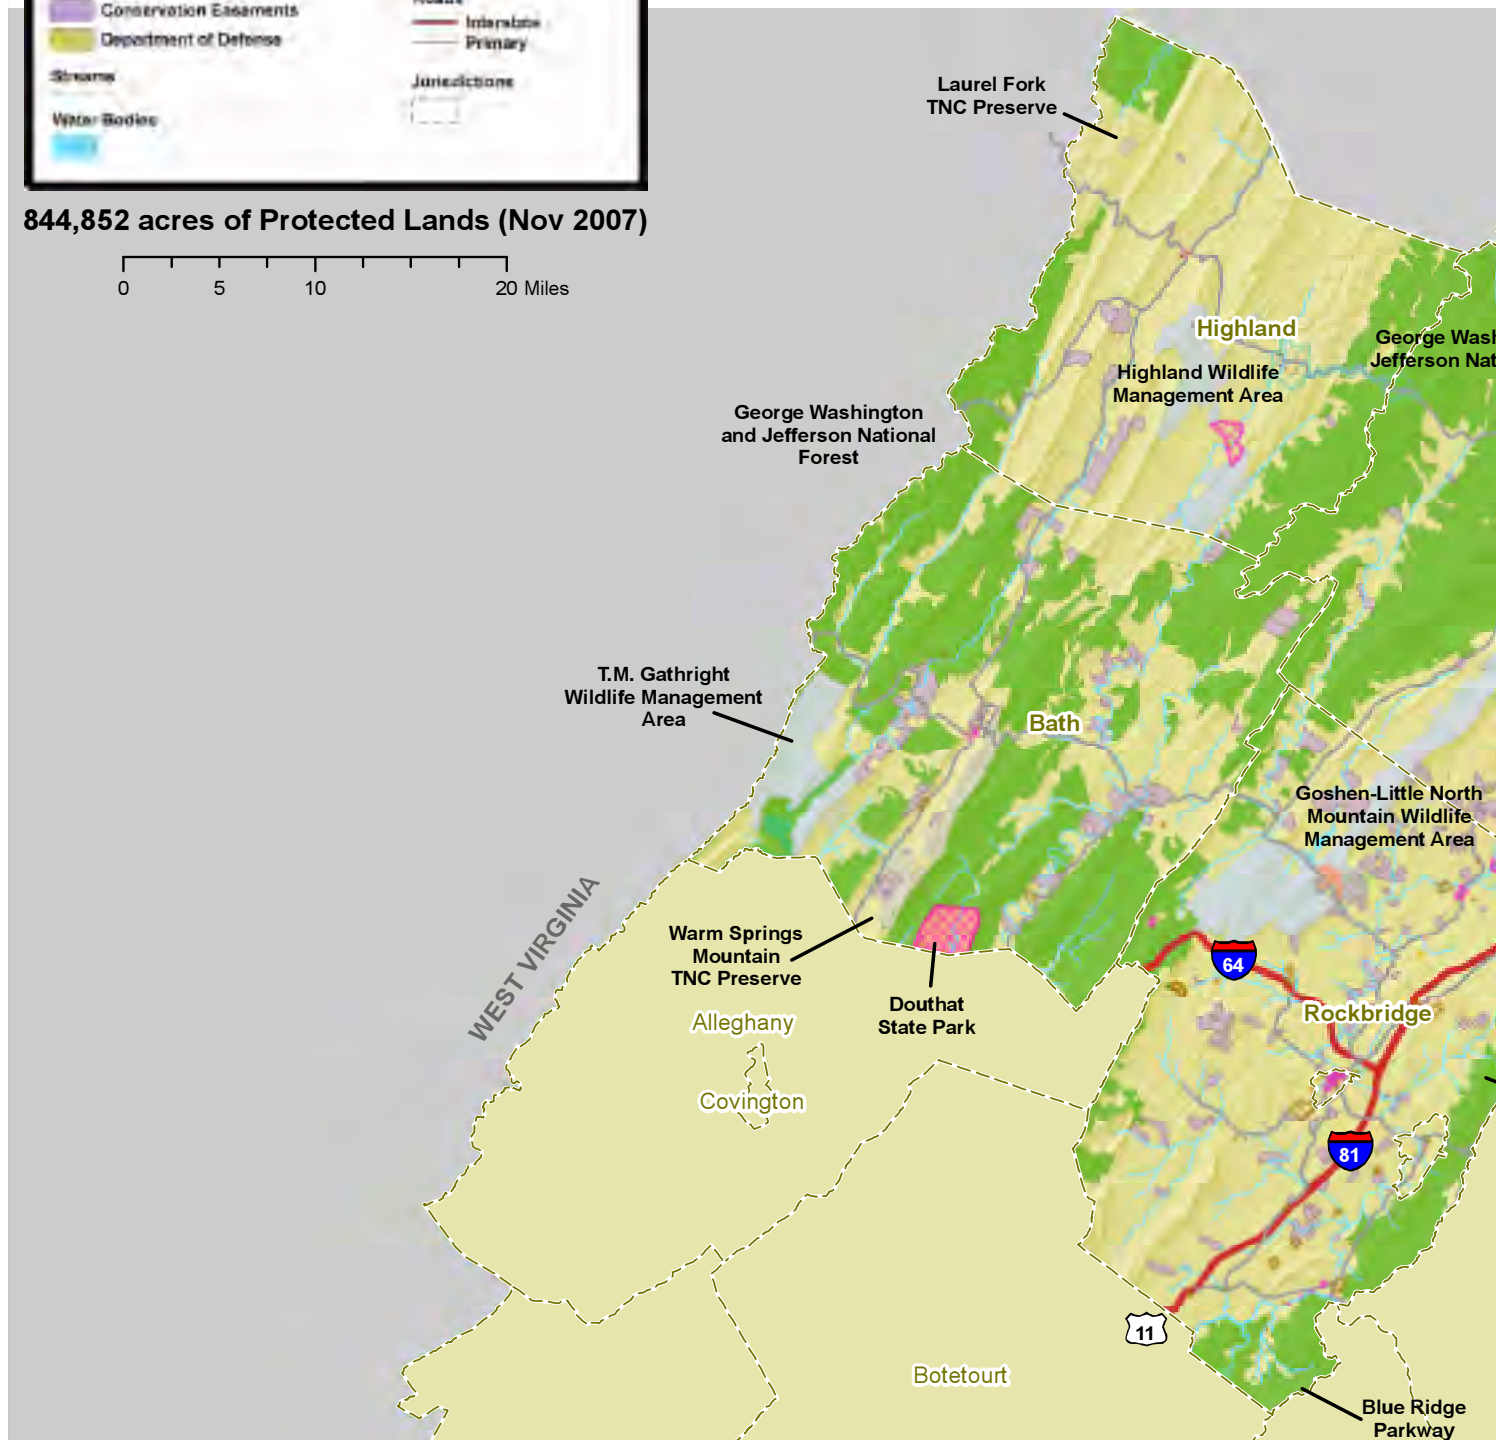 Conservation Easements
Department of Defense
Streams
Water Bodies
Roads
Interstate
Primary
Jurisdictions
844,852 acres of Protected Lands (Nov 2007)
0 5 10 20 Miles
Laurel Fork
TNC Preserve
Highland
George Wash
Jefferson Nat
Highland Wildlife
Management Area
George Washington
and Jefferson National
Forest
T.M. Gathright
Wildlife Management
Area
Bath
Goshen-Little North
Mountain Wildlife
Management Area
WEST VIRGINIA
Warm Springs
Mountain
TNC Preserve
Douthat
State Park
64
Rockbridge
Alleghany
Covington
81
11
Botetourt
Blue Ridge
Parkway